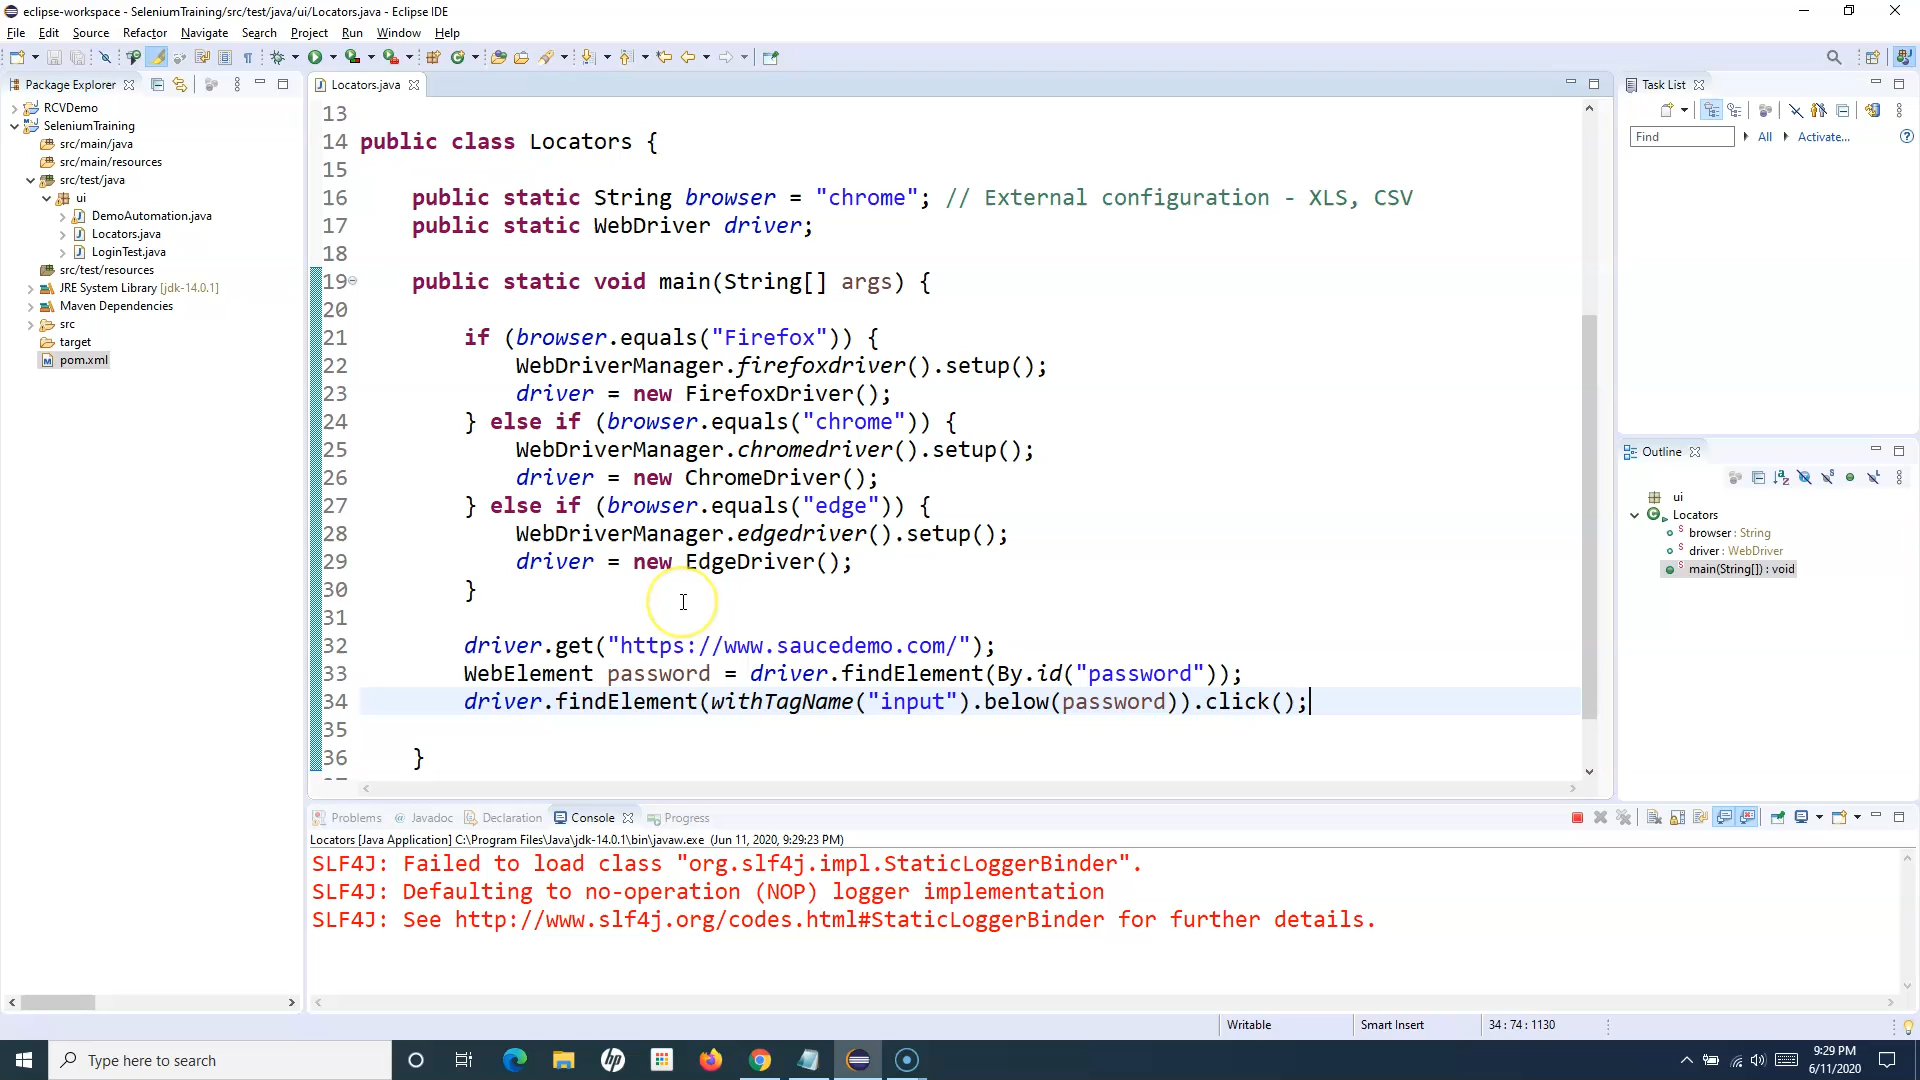 eclipse-workspace - SeleniumTraining/src/test/java/ui/Locators.java - Eclipse IDE
File Edit Source Refactor Navigate Search Project Run Window Help
Package Explorer
RCVDemo
SeleniumTraining
src/main/java
src/main/resources
src/test/java
ui
DemoAutomation.java
Locators.java
LoginTest.java
src/test/resources
JRE System Library [jdk-14.0.1]
Maven Dependencies
src
target
pom.xml
Locators.java
13
14 public class Locators {
15
16 public static String browser = "chrome"; // External configuration - XLS, CSV
17 public static WebDriver driver;
18
19 public static void main(String[] args) {
20
21 if (browser.equals("Firefox")) {
22 WebDriverManager.firefoxdriver().setup();
23 driver = new FirefoxDriver();
24 } else if (browser.equals("chrome")) {
25 WebDriverManager.chromedriver().setup();
26 driver = new ChromeDriver();
27 } else if (browser.equals("edge")) {
28 WebDriverManager.edgedriver().setup();
29 driver = new EdgeDriver();
30 }
31
32 driver.get("https://www.saucedemo.com/");
33 WebElement password = driver.findElement(By.id("password"));
34 driver.findElement(withTagName("input").below(password)).click();
35
36 }
Task List
Find All Activate...
Outline
ui
Locators
browser : String
driver : WebDriver
main(String[]) : void
Problems @ Javadoc Declaration Console Progress
Locators [Java Application] C:\Program Files\Java\jdk-14.0.1\bin\javaw.exe (Jun 11, 2020, 9:29:23 PM)
SLF4J: Failed to load class "org.slf4j.impl.StaticLoggerBinder".
SLF4J: Defaulting to no-operation (NOP) logger implementation
SLF4J: See http://www.slf4j.org/codes.html#StaticLoggerBinder for further details.
Writable Smart Insert 34 : 74 : 1130
Type here to search
9:29 PM
6/11/2020